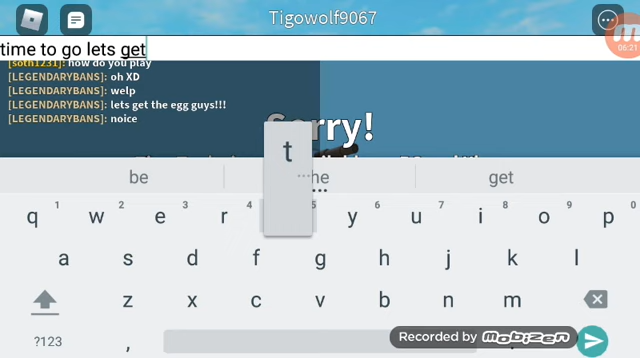 Tigowolf9067
time to go lets get
06:21
[soth1231]: how do you play
[LEGENDARYBANS]: oh XD
[LEGENDARYBANS]: welp
[LEGENDARYBANS]: lets get the egg guys!!!
[LEGENDARYBANS]: noice
Sorry!
t
be
get
1 2 3 4 5 6 7 8 9 0
q w e r y u i o p
a s d f g h j k l
z x c v b n m
?123 ,
Recorded by mobizen